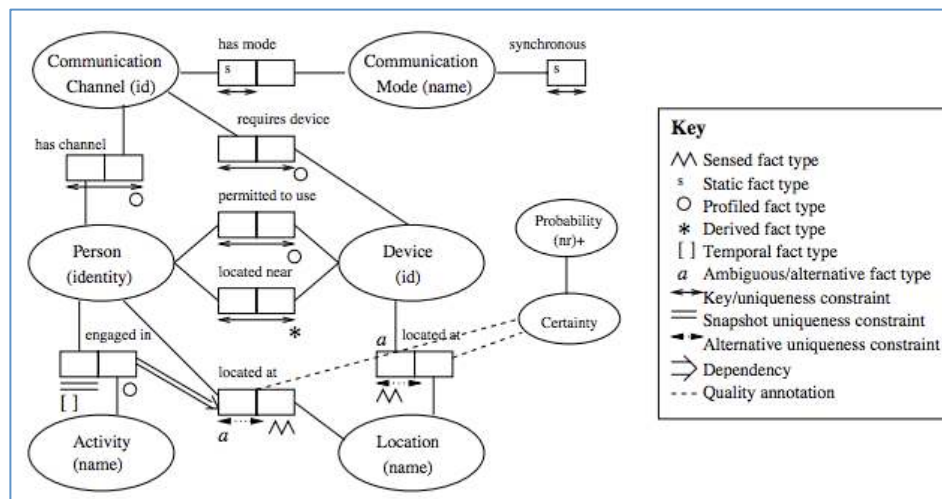 has mode
synchronous
Communication
Channel (id)
s
Communication
Mode (name)
s
requires device
has channel
permitted to use
Person
(identity)
Device
(id)
located near
*
Probability
(nr)+
Certainty
engaged in
[ ]
located at
a
a
located at
Activity
(name)
Location
(name)
Key
Sensed fact type
s Static fact type
Profiled fact type
* Derived fact type
[ ] Temporal fact type
a Ambiguous/alternative fact type
Key/uniqueness constraint
Snapshot uniqueness constraint
Alternative uniqueness constraint
Dependency
Quality annotation